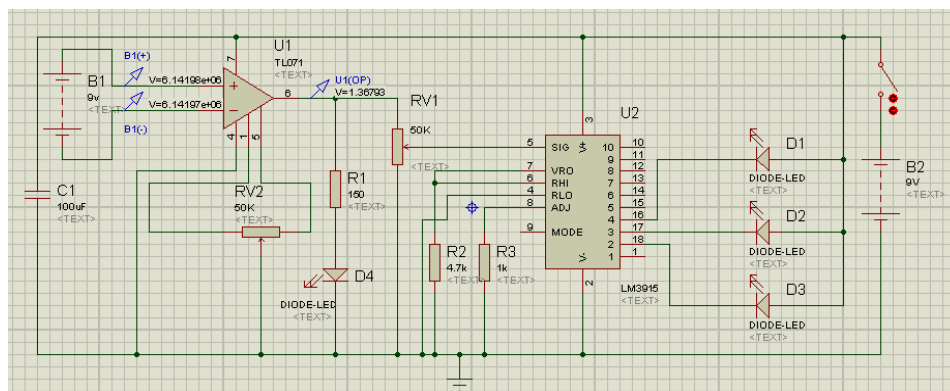 B1(+)
V=6.14198e+06
B1
9v
<TEXT>
V=6.14197e+06
B1(-)
U1
TL071
<TEXT>
7
6
4
1
5
U1(OP)
V=1.36793
RV1
50K
<TEXT>
U2
3
5
SIG
V+
7
VRO
6
RHI
4
RLO
8
ADJ
9
MODE
V-
2
10
10
9
11
8
12
7
13
6
14
5
15
4
16
3
17
2
18
1
1
LM3915
<TEXT>
C1
100uF
<TEXT>
RV2
50K
<TEXT>
R1
150
<TEXT>
D4
DIODE-LED
<TEXT>
R2
4.7k
<TEXT>
R3
1k
<TEXT>
D1
DIODE-LED
<TEXT>
D2
DIODE-LED
<TEXT>
D3
DIODE-LED
<TEXT>
B2
9V
<TEXT>